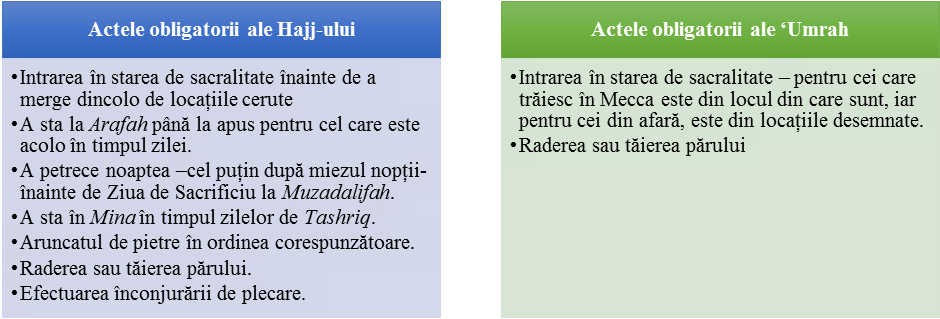 Actele obligatorii ale Hajj-ului
•Intrarea în starea de sacralitate înainte de a
merge dincolo de locațiile cerute
•A sta la Arafah până la apus pentru cel care este
acolo în timpul zilei.
•A petrece noaptea –cel puțin după miezul nopții-
înainte de Ziua de Sacrificiu la Muzadalifah.
•A sta în Mina în timpul zilelor de Tashriq.
•Aruncatul de pietre în ordinea corespunzătoare.
•Raderea sau tăierea părului.
•Efectuarea înconjurării de plecare.
Actele obligatorii ale ‘Umrah
•Intrarea în starea de sacralitate – pentru cei care
trăiesc în Mecca este din locul din care sunt, iar
pentru cei din afară, este din locațiile desemnate.
•Raderea sau tăierea părului